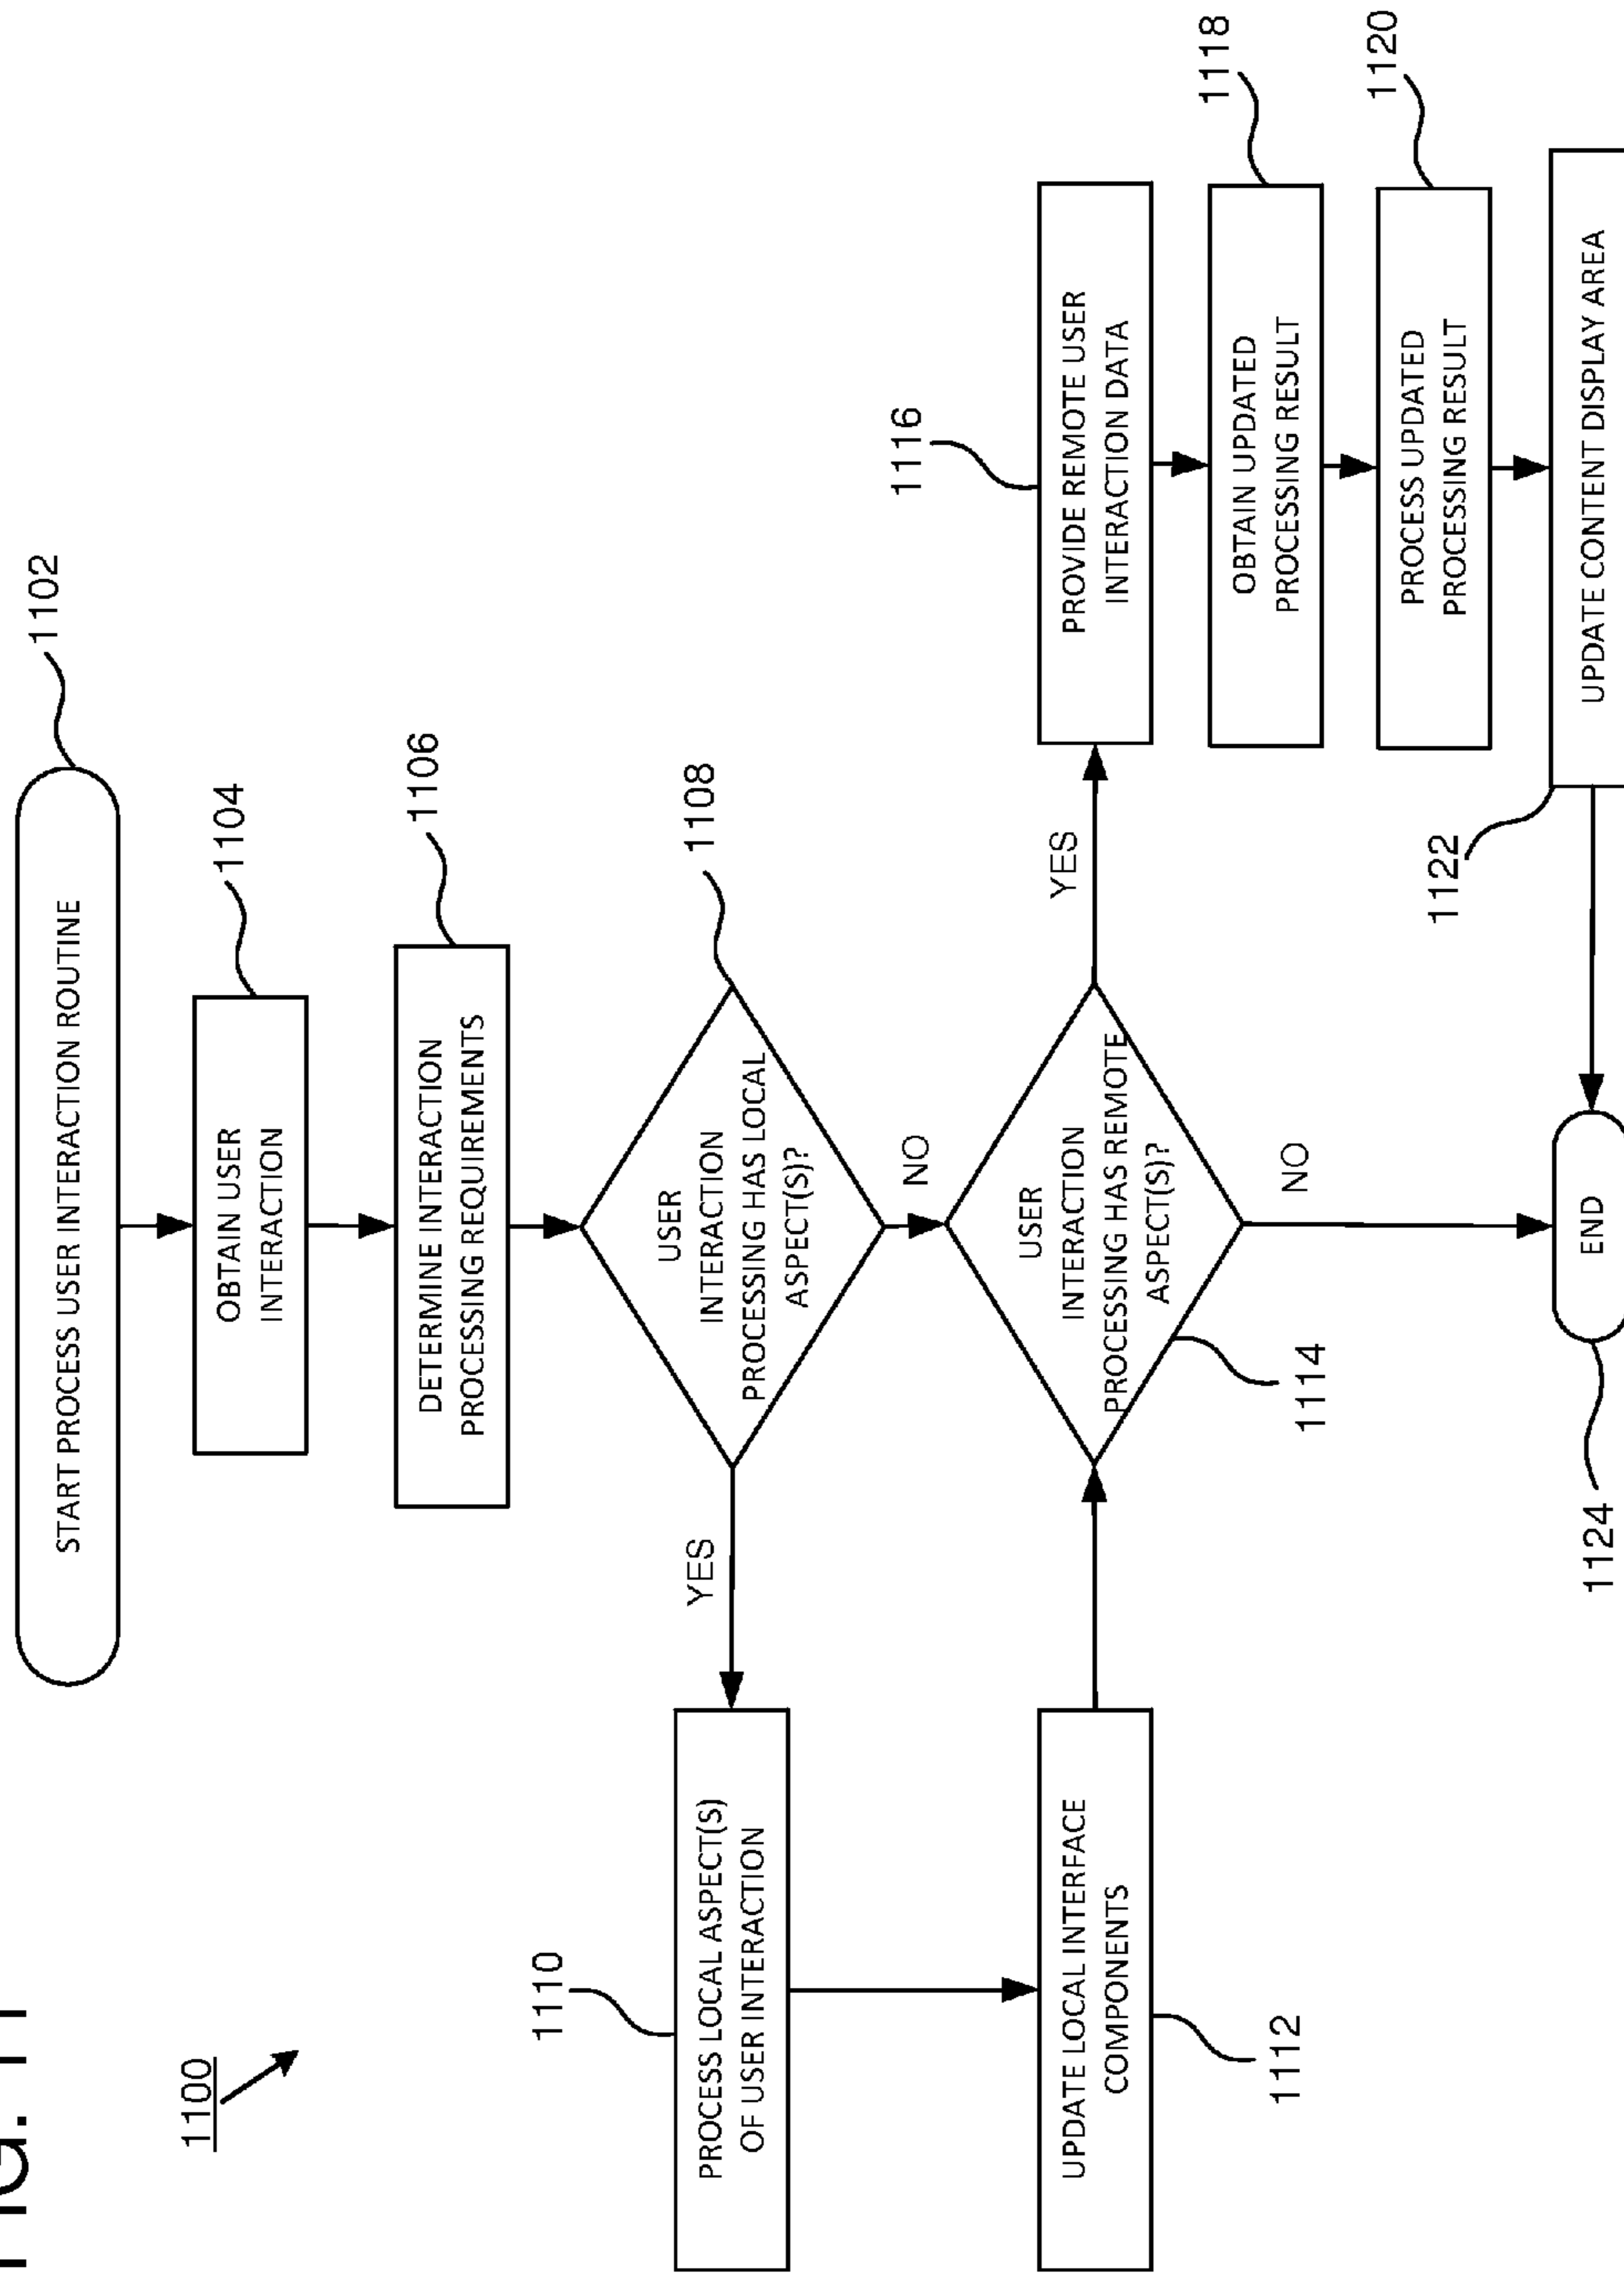 FIG. 11
1100
START PROCESS USER INTERACTION ROUTINE
1102
OBTAIN USER
INTERACTION
1104
DETERMINE INTERACTION
PROCESSING REQUIREMENTS
1106
USER
INTERACTION
PROCESSING HAS LOCAL
ASPECT(S)?
1108
YES
NO
1110
PROCESS LOCAL ASPECT(S)
OF USER INTERACTION
UPDATE LOCAL INTERFACE
COMPONENTS
1112
USER
INTERACTION
PROCESSING HAS REMOTE
ASPECT(S)?
1114
YES
NO
1116
PROVIDE REMOTE USER
INTERACTION DATA
OBTAIN UPDATED
PROCESSING RESULT
1118
PROCESS UPDATED
PROCESSING RESULT
1120
UPDATE CONTENT DISPLAY AREA
1122
END
1124